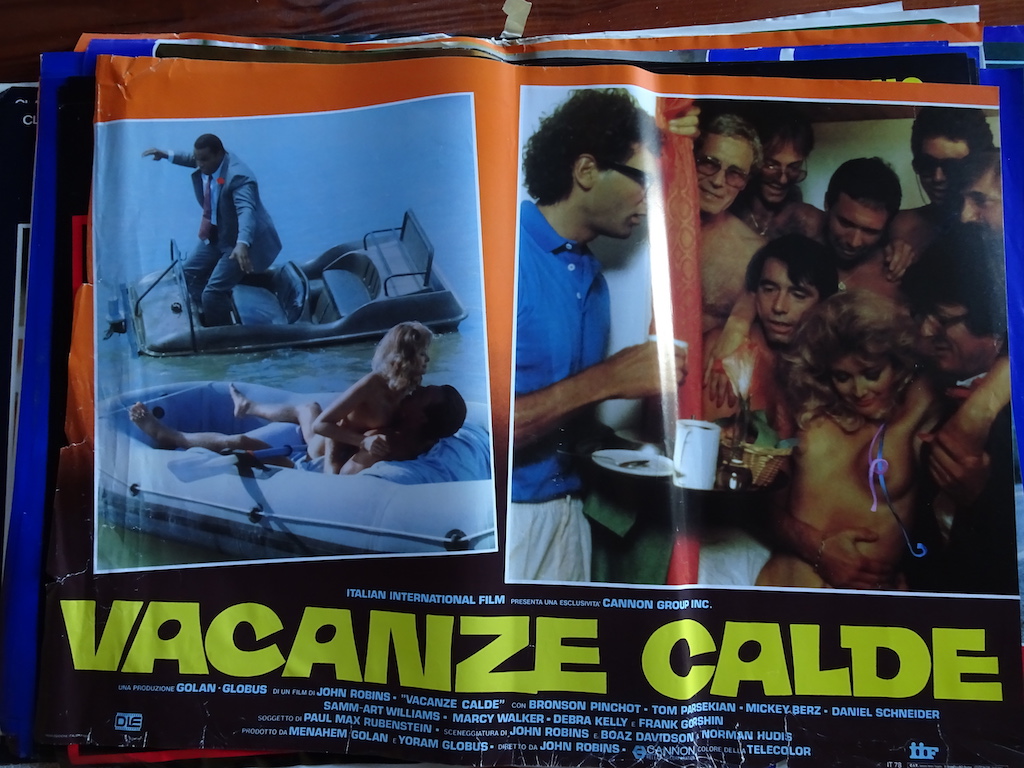 ITALIAN INTERNATIONAL FILM PRESENTA UNA ESCLUSIVITA' CANNON GROUP INC.
VACANZE CALDE
UNA PRODUZIONE GOLAN-GLOBUS DI UN FILM DI JOHN ROBINS • "VACANZE CALDE" CON BRONSON PINCHOT • TOM PARSEKIAN • MICKEY BERZ • DANIEL SCHNEIDER
SAMM-ART WILLIAMS • MARCY WALKER • DEBRA KELLY E FRANK GORSHIN
SOGGETTO DI PAUL MAX RUBENSTEIN • SCENEGGIATURA DI JOHN ROBINS E BOAZ DAVIDSON E NORMAN HUDIS
PRODOTTO DA MENAHEM GOLAN E YORAM GLOBUS • DIRETTO DA JOHN ROBINS • CANNON COLORE DELLA TELECOLOR
IIF
IT 78